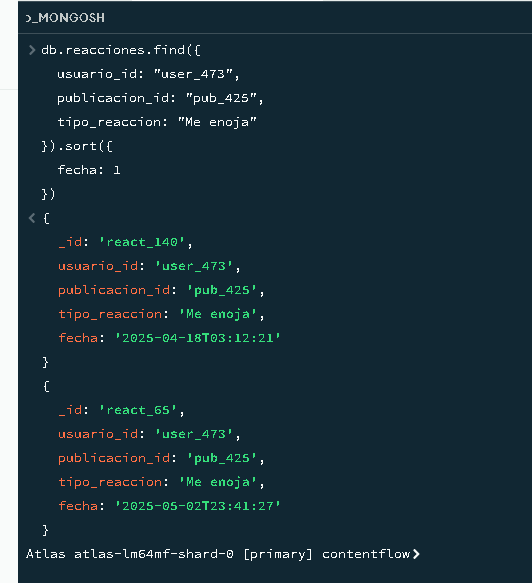 >_MONGOSH
> db.reacciones.find({
usuario_id: "user_473",
publicacion_id: "pub_425",
tipo_reaccion: "Me enoja"
}).sort({
fecha: 1
})
< {
_id: 'react_140',
usuario_id: 'user_473',
publicacion_id: 'pub_425',
tipo_reaccion: 'Me enoja',
fecha: '2025-04-18T03:12:21'
}
{
_id: 'react_65',
usuario_id: 'user_473',
publicacion_id: 'pub_425',
tipo_reaccion: 'Me enoja',
fecha: '2025-05-02T23:41:27'
}
Atlas atlas-lm64mf-shard-0 [primary] contentflow>